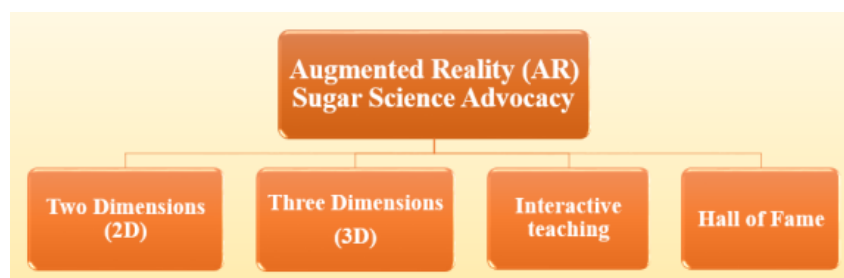 Augmented Reality (AR)
Sugar Science Advocacy
Two Dimensions
(2D)
Three Dimensions
(3D)
Interactive
teaching
Hall of Fame